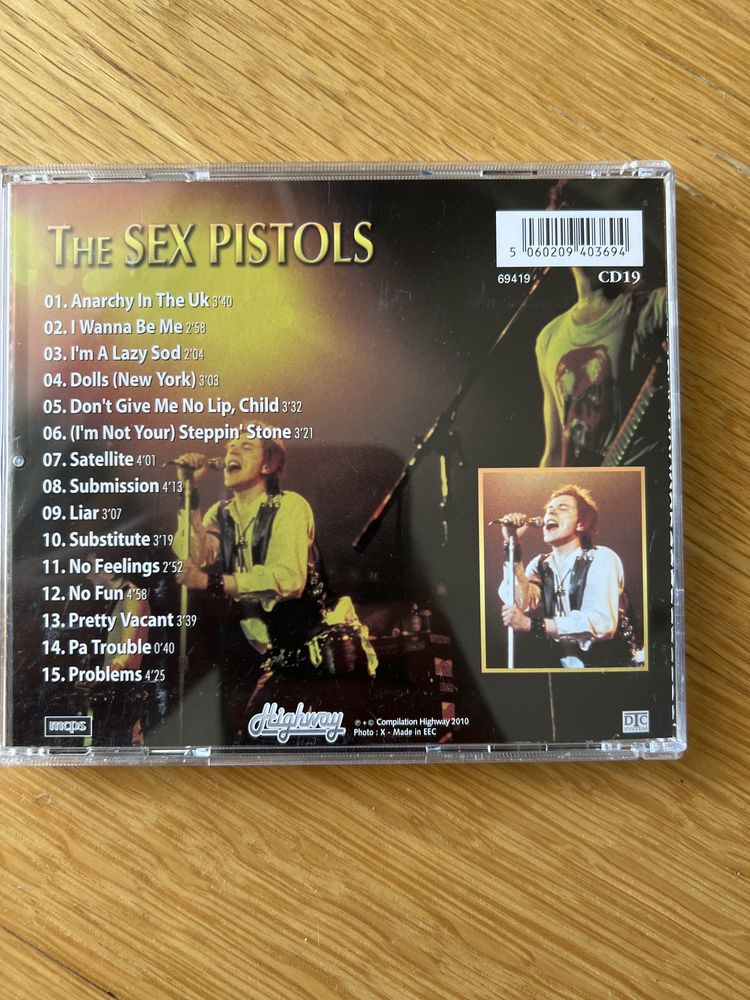 THE SEX PISTOLS
5 060209 403694
69419 CD19
01. Anarchy In The Uk 3'40
02. I Wanna Be Me 2'58
03. I'm A Lazy Sod 2'04
04. Dolls (New York) 3'03
05. Don't Give Me No Lip, Child 3'32
06. (I'm Not Your) Steppin' Stone 3'21
07. Satellite 4'01
08. Submission 4'13
09. Liar 3'07
10. Substitute 3'19
11. No Feelings 2'52
12. No Fun 4'58
13. Pretty Vacant 3'39
14. Pa Trouble 0'40
15. Problems 4'25
mcps
Highway
℗ + © Compilation Highway 2010
Photo : X - Made in EEC
DTC
SYSTEM